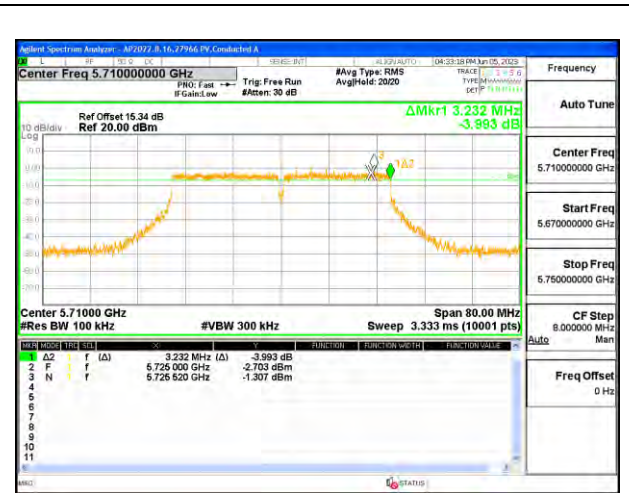 Agilent Spectrum Analyzer - AP2022.8.16,27966 PV,Conducted A
L RF 50 Ω DC SENSE:INT ALIGN AUTO 04:33:18 PM Jun 05, 2023
Center Freq 5.710000000 GHz
PNO: Fast
IFGain:Low
Trig: Free Run
#Atten: 30 dB
#Avg Type: RMS
Avg|Hold: 20/20
TRACE
TYPE
DET
Frequency
Auto Tune
Ref Offset 15.34 dB
Ref 20.00 dBm
10 dB/div
Log
ΔMkr1 3.232 MHz
-3.993 dB
3
1Δ2
Center Freq
5.710000000 GHz
Start Freq
5.670000000 GHz
Stop Freq
5.750000000 GHz
CF Step
8.000000 MHz
Auto Man
Freq Offset
0 Hz
Center 5.71000 GHz
Span 80.00 MHz
#Res BW 100 kHz
#VBW 300 kHz
Sweep 3.333 ms (10001 pts)
MKR MODE TRC SCL X Y FUNCTION FUNCTION WIDTH FUNCTION VALUE
1 Δ2 f (Δ) 3.232 MHz (Δ) -3.993 dB
2 F f 5.725 000 GHz -2.703 dBm
3 N f 5.726 520 GHz -1.307 dBm
4
5
6
7
8
9
10
11
MSG STATUS